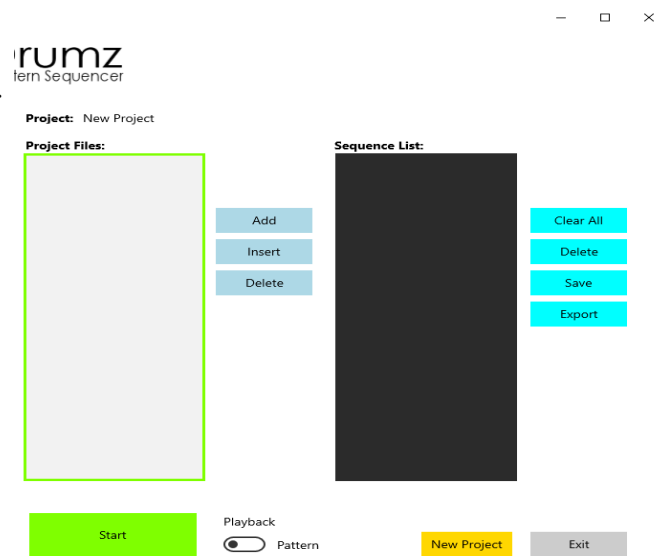 rumz
tern Sequencer
Project: New Project
Project Files:
Sequence List:
Add
Insert
Delete
Clear All
Delete
Save
Export
Start
Playback
Pattern
New Project
Exit